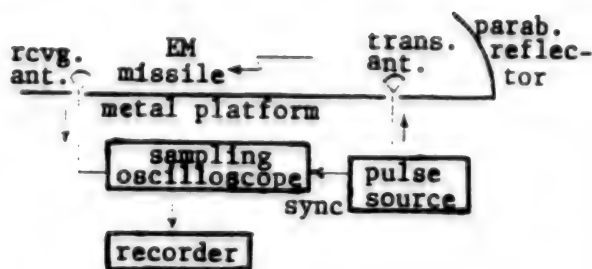 rcvg.
ant.
EM
missile
trans.
ant.
parab.
reflec-
tor
metal platform
sampling
oscilloscope
sync
pulse
source
recorder